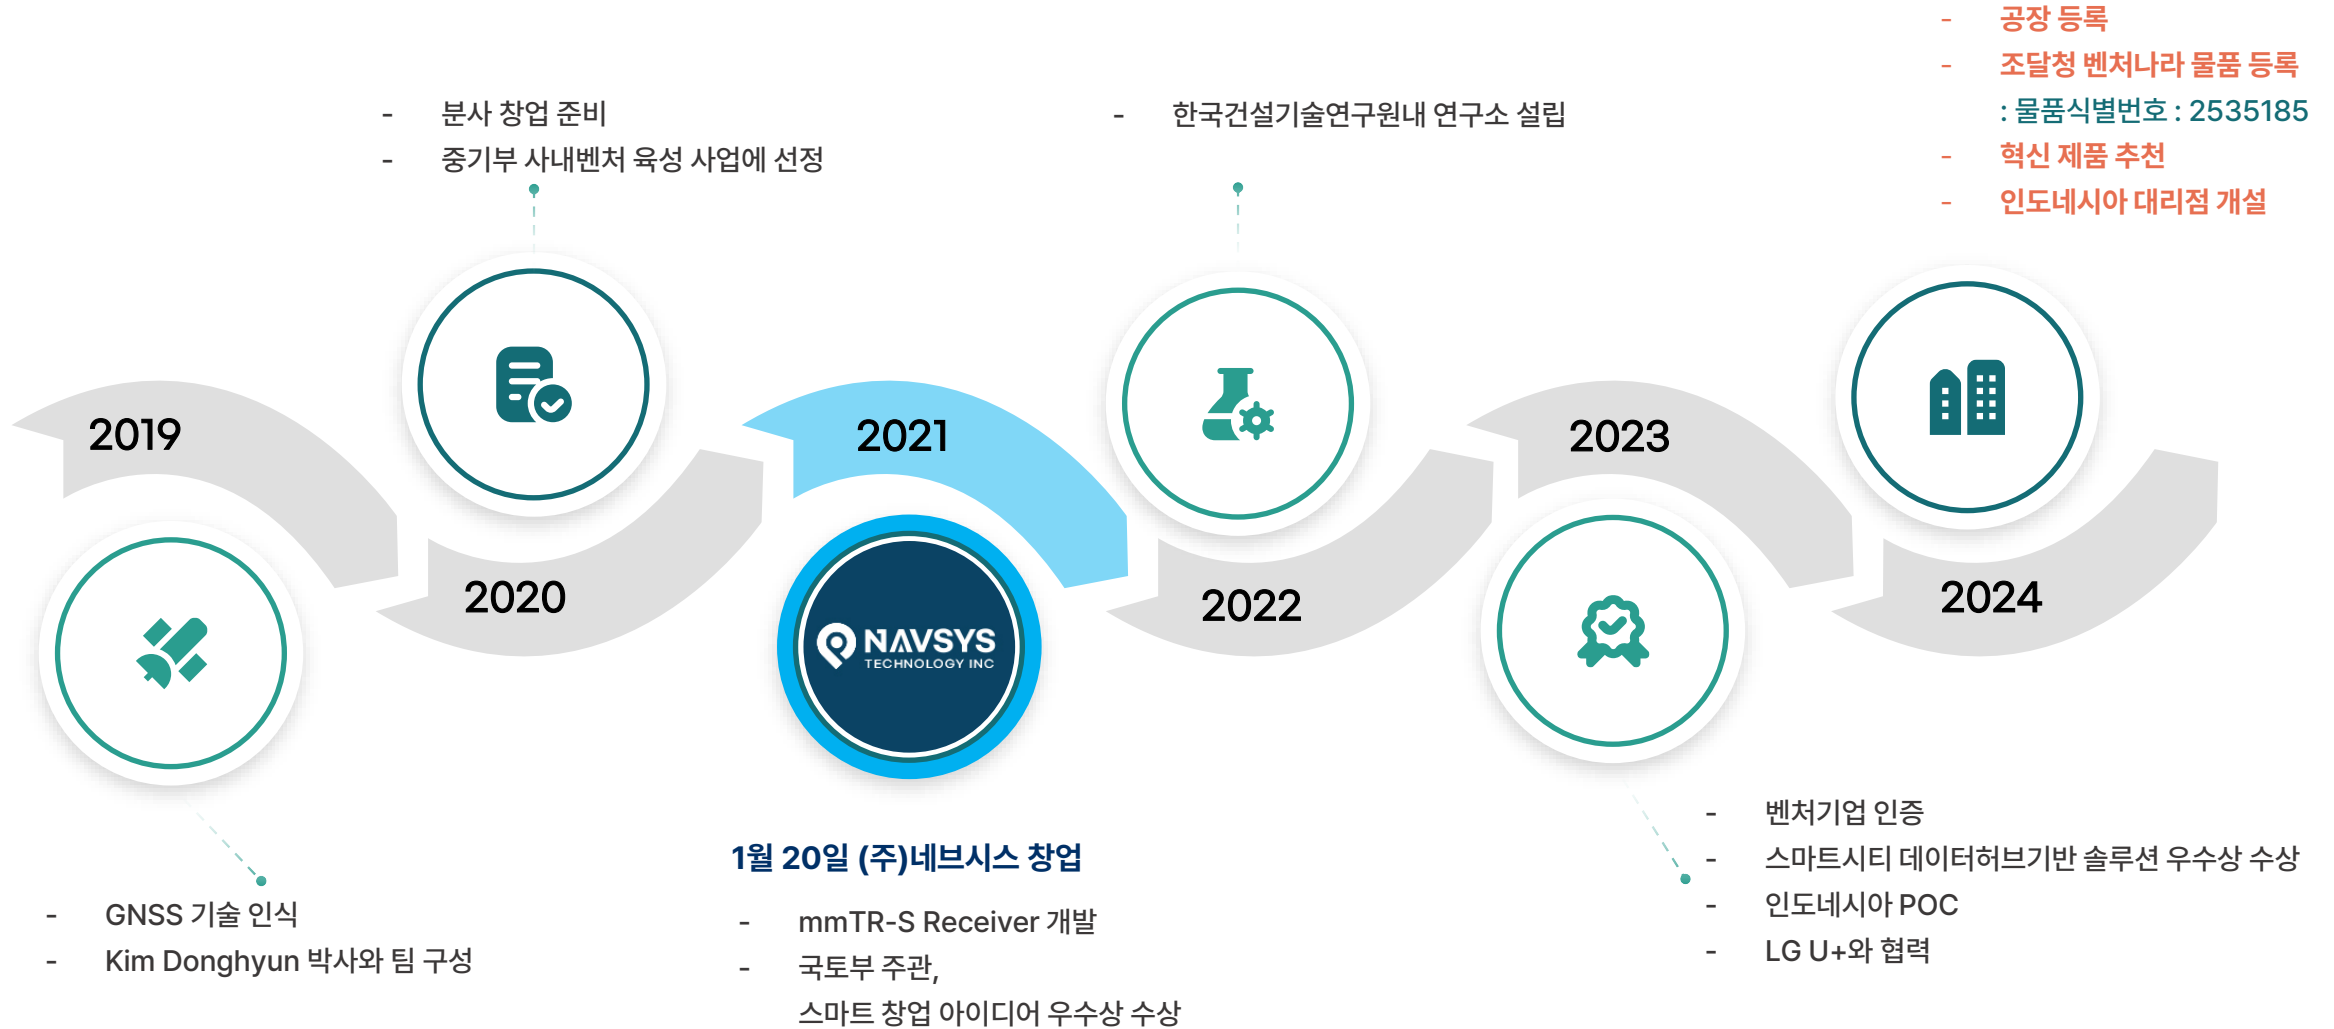 2019
- GNSS 기술 인식
- Kim Donghyun 박사와 팀 구성
- 분사 창업 준비
- 중기부 사내벤처 육성 사업에 선정
2020
2021
NAVSYS
TECHNOLOGY INC
1월 20일 (주)네브시스 창업
- mmTR-S Receiver 개발
- 국토부 주관,
스마트 창업 아이디어 우수상 수상
- 한국건설기술연구원내 연구소 설립
2022
2023
- 벤처기업 인증
- 스마트시티 데이터허브기반 솔루션 우수상 수상
- 인도네시아 POC
- LG U+와 협력
- 공장 등록
- 조달청 벤처나라 물품 등록
: 물품식별번호 : 2535185
- 혁신 제품 추천
- 인도네시아 대리점 개설
2024